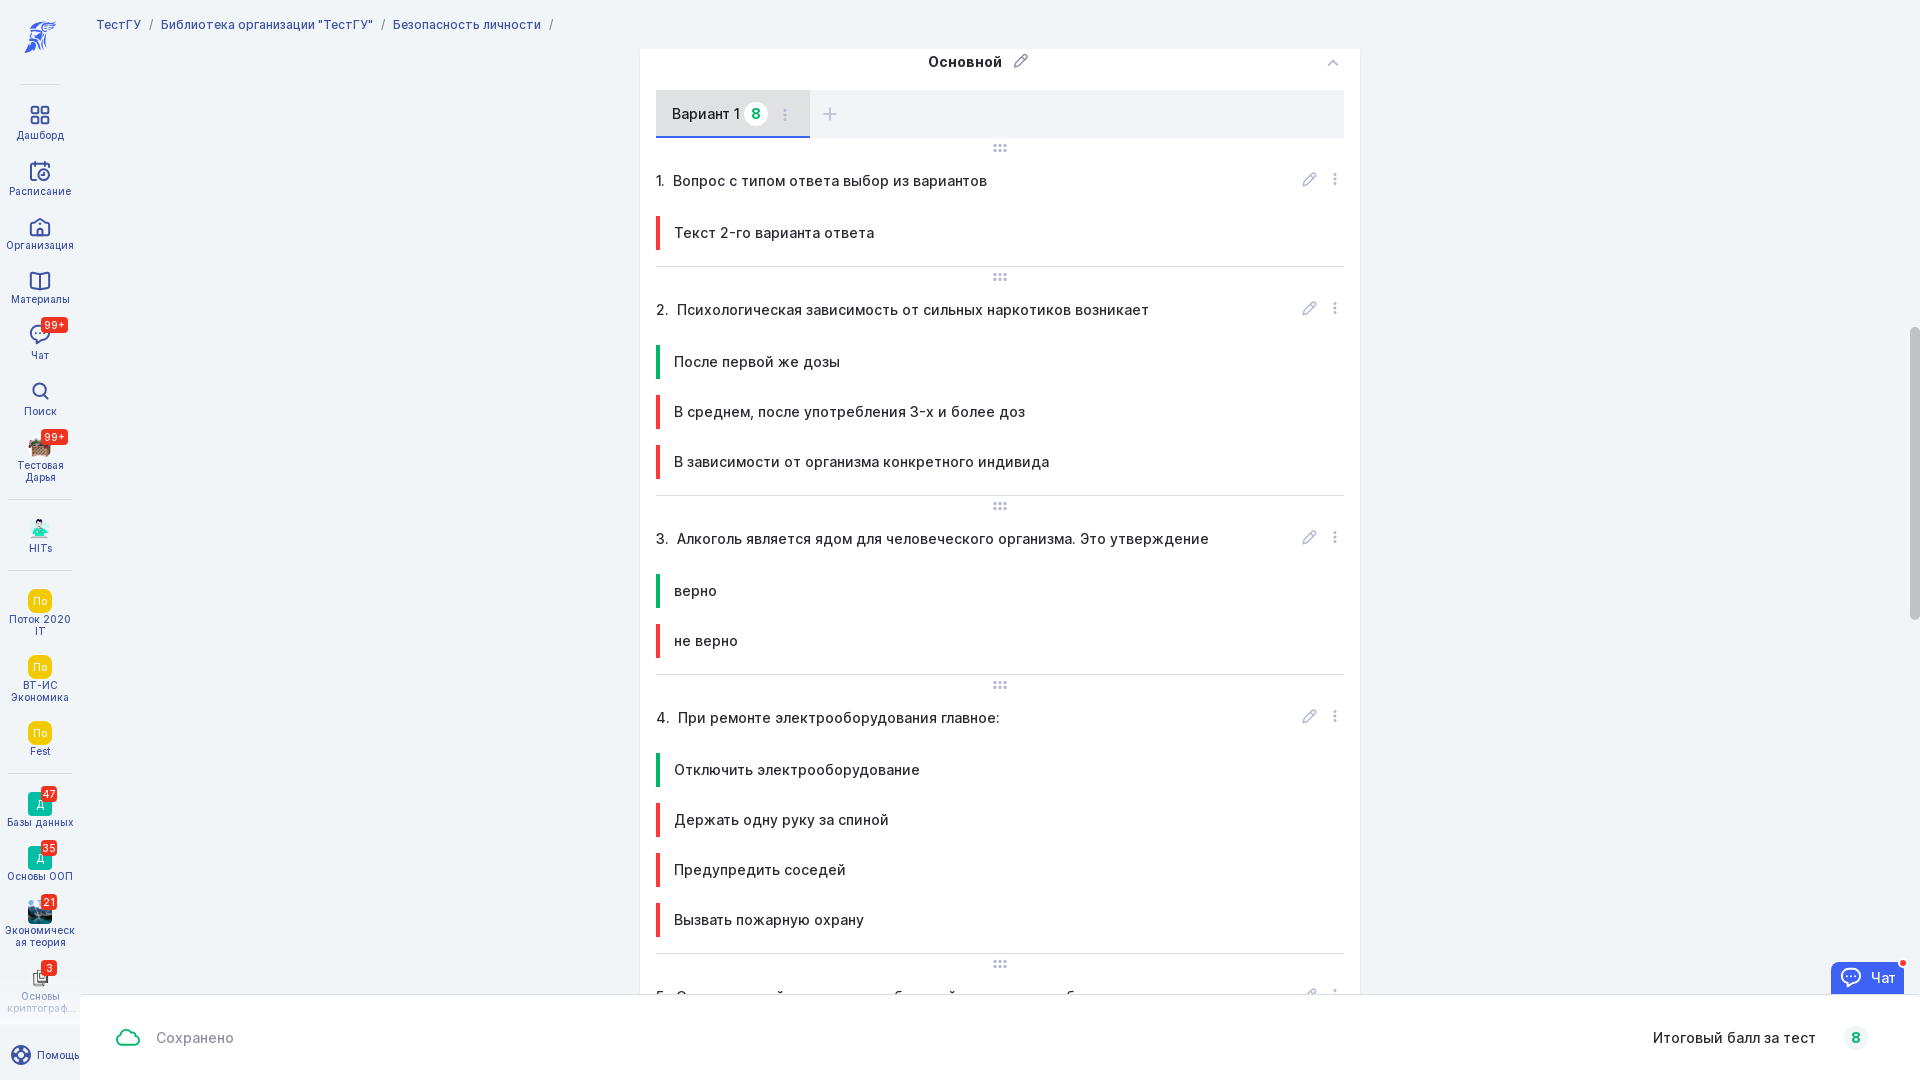 ТестГУ / Библиотека организации "ТестГУ" / Безопасность личности /
Дашборд
Расписание
Организация
Материалы
99+
Чат
Поиск
99+
Тестовая
Дарья
HITs
По
Поток 2020
IT
По
ВТ-ИС
Экономика
По
Fest
47
Д
Базы данных
35
Д
Основы ООП
21
Экономическ
ая теория
3
Основы
криптограф...
Помощь
Основной
Вариант 1 8
1. Вопрос с типом ответа выбор из вариантов
Текст 2-го варианта ответа
2. Психологическая зависимость от сильных наркотиков возникает
После первой же дозы
В среднем, после употребления 3-х и более доз
В зависимости от организма конкретного индивида
3. Алкоголь является ядом для человеческого организма. Это утверждение
верно
не верно
4. При ремонте электрооборудования главное:
Отключить электрооборудование
Держать одну руку за спиной
Предупредить соседей
Вызвать пожарную охрану
Чат
Сохранено
Итоговый балл за тест 8